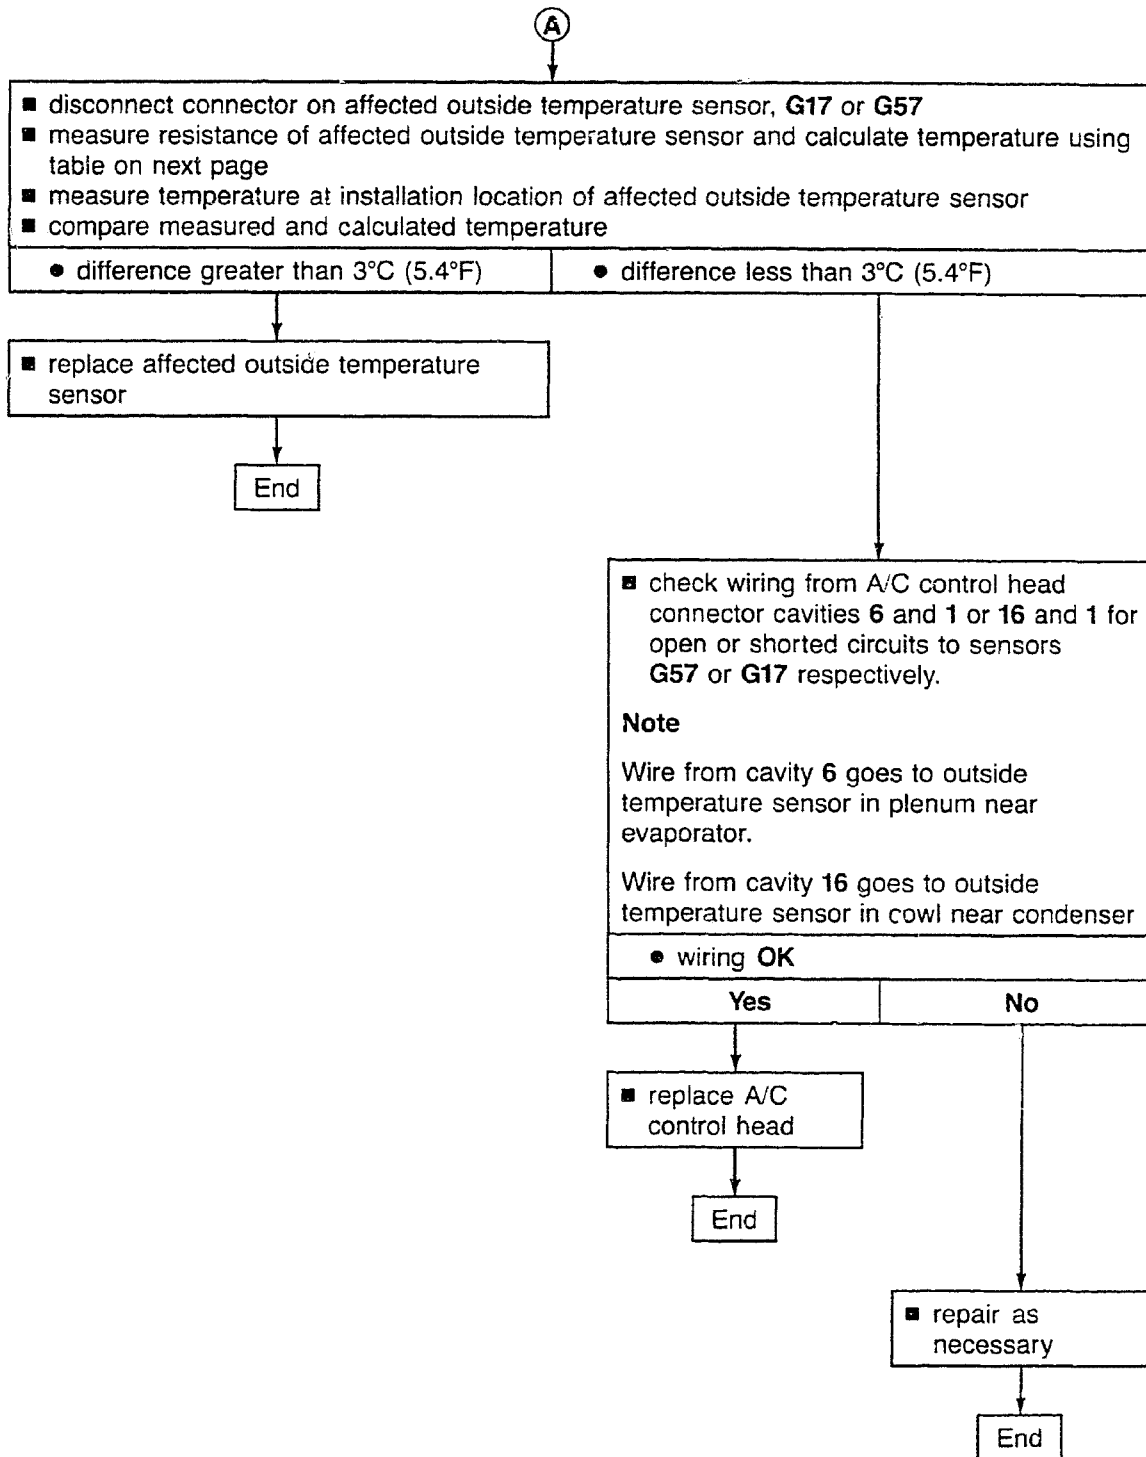 A
■ disconnect connector on affected outside temperature sensor, G17 or G57
■ measure resistance of affected outside temperature sensor and calculate temperature using
table on next page
■ measure temperature at installation location of affected outside temperature sensor
■ compare measured and calculated temperature
● difference greater than 3°C (5.4°F)
● difference less than 3°C (5.4°F)
■ replace affected outside temperature
sensor
End
■ check wiring from A/C control head
connector cavities 6 and 1 or 16 and 1 for
open or shorted circuits to sensors
G57 or G17 respectively.
Note
Wire from cavity 6 goes to outside
temperature sensor in plenum near
evaporator.
Wire from cavity 16 goes to outside
temperature sensor in cowl near condenser
● wiring OK
Yes
No
■ replace A/C
control head
End
■ repair as
necessary
End